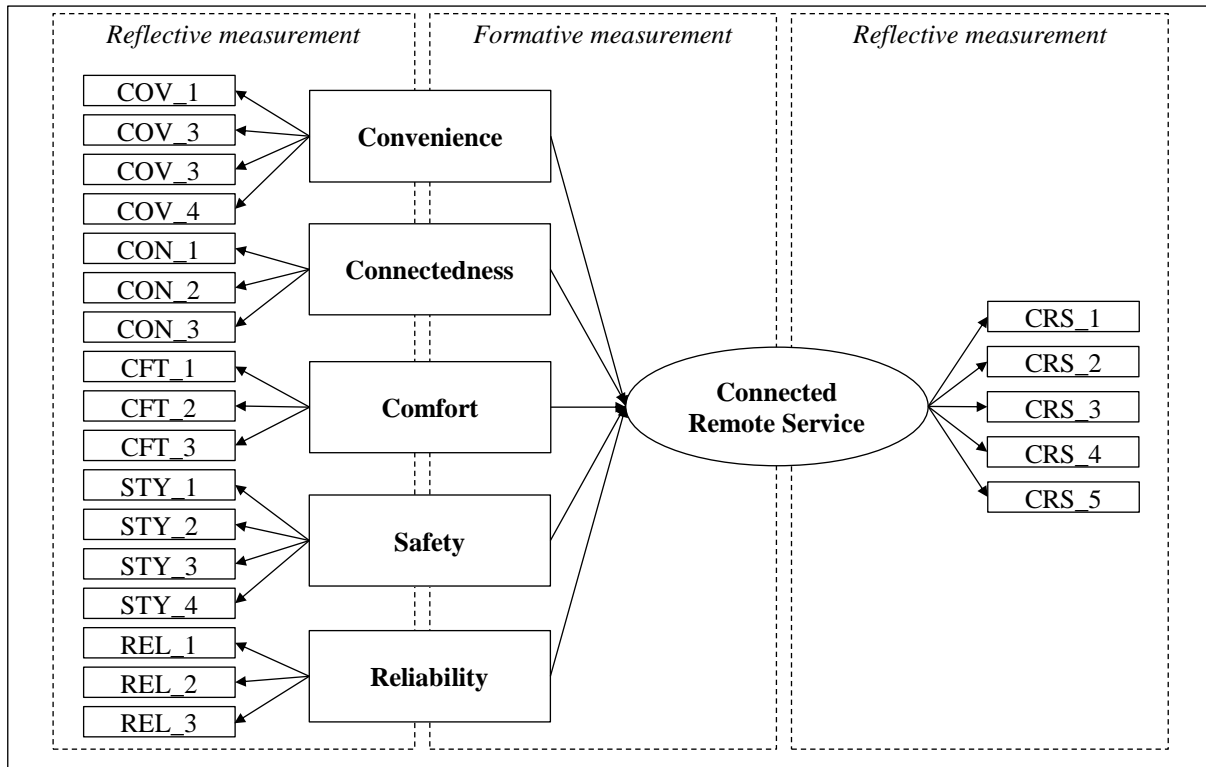 Reflective measurement
Formative measurement
Reflective measurement
COV_1
COV_3
COV_3
COV_4
CON_1
CON_2
CON_3
CFT_1
CFT_2
CFT_3
STY_1
STY_2
STY_3
STY_4
REL_1
REL_2
REL_3
Convenience
Connectedness
Comfort
Safety
Reliability
Connected
Remote Service
CRS_1
CRS_2
CRS_3
CRS_4
CRS_5